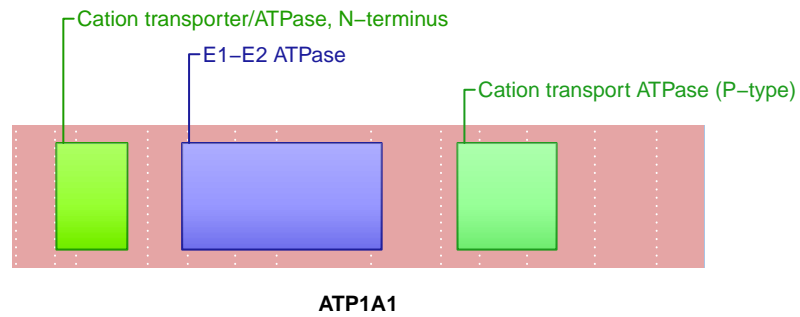 Cation transporter/ATPase, N−terminus
E1−E2 ATPase
Cation transport ATPase (P−type)
ATP1A1